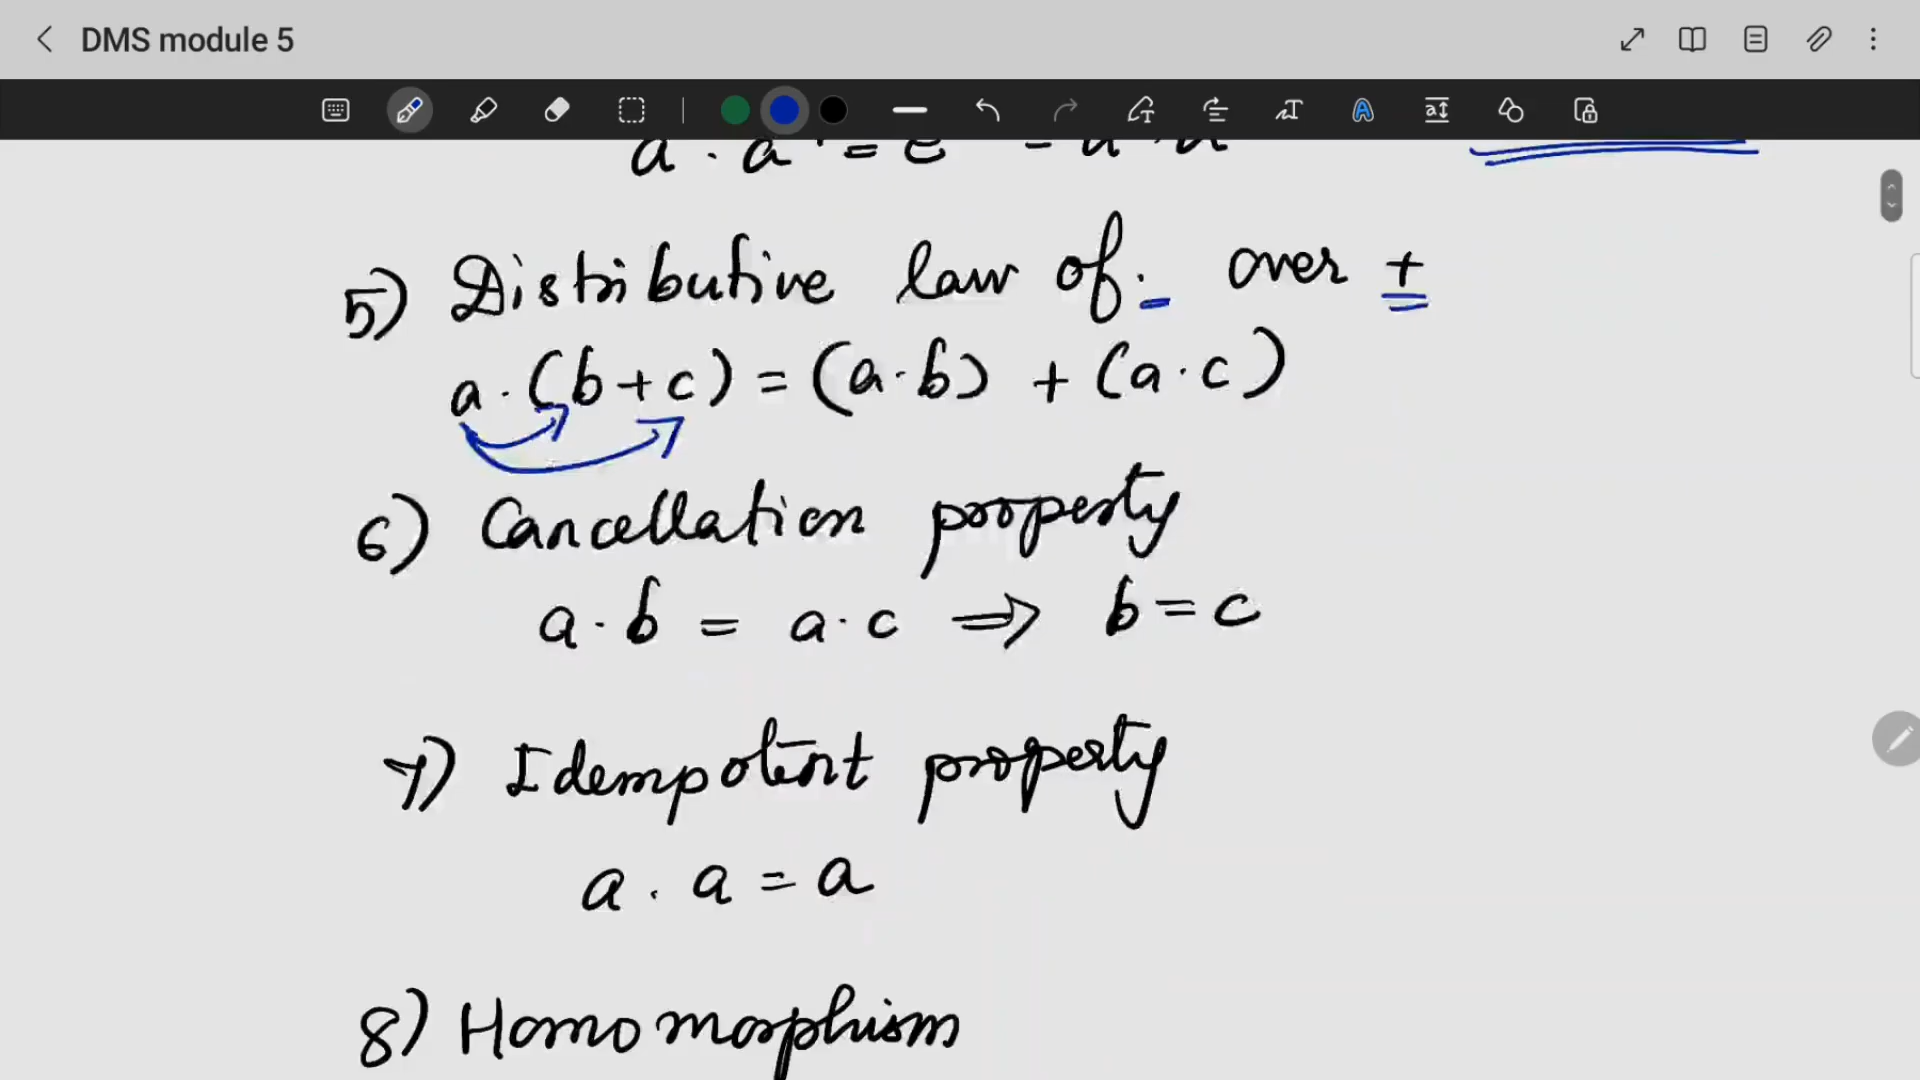 DMS module 5
5) Distributive law of . over +
a . (b + c) = (a . b) + (a . c)
6) Cancellation property
a . b = a . c ⇒ b = c
7) Idempotent property
a . a = a
8) Homomorphism